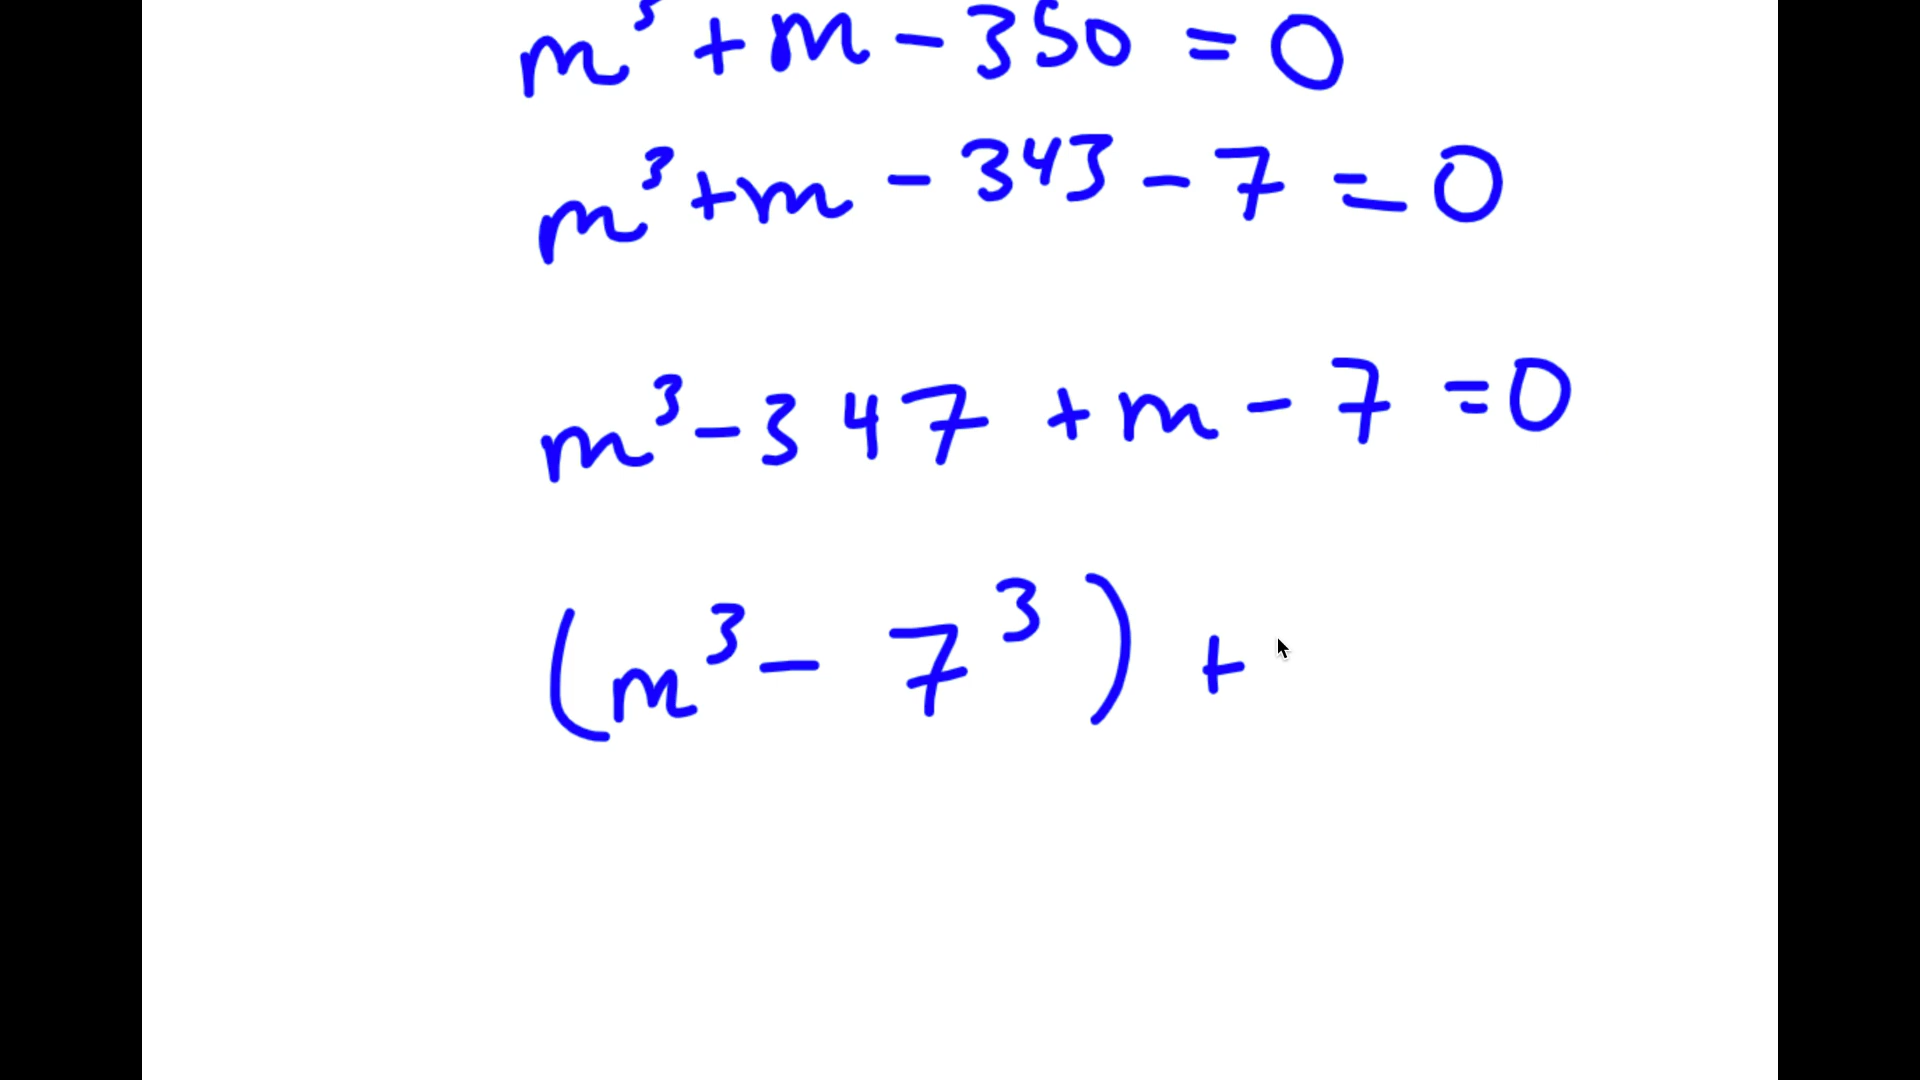 m³ + m - 350 = 0
m³ + m - 343 - 7 = 0
m³ - 347 + m - 7 = 0
(m³ - 7³) +